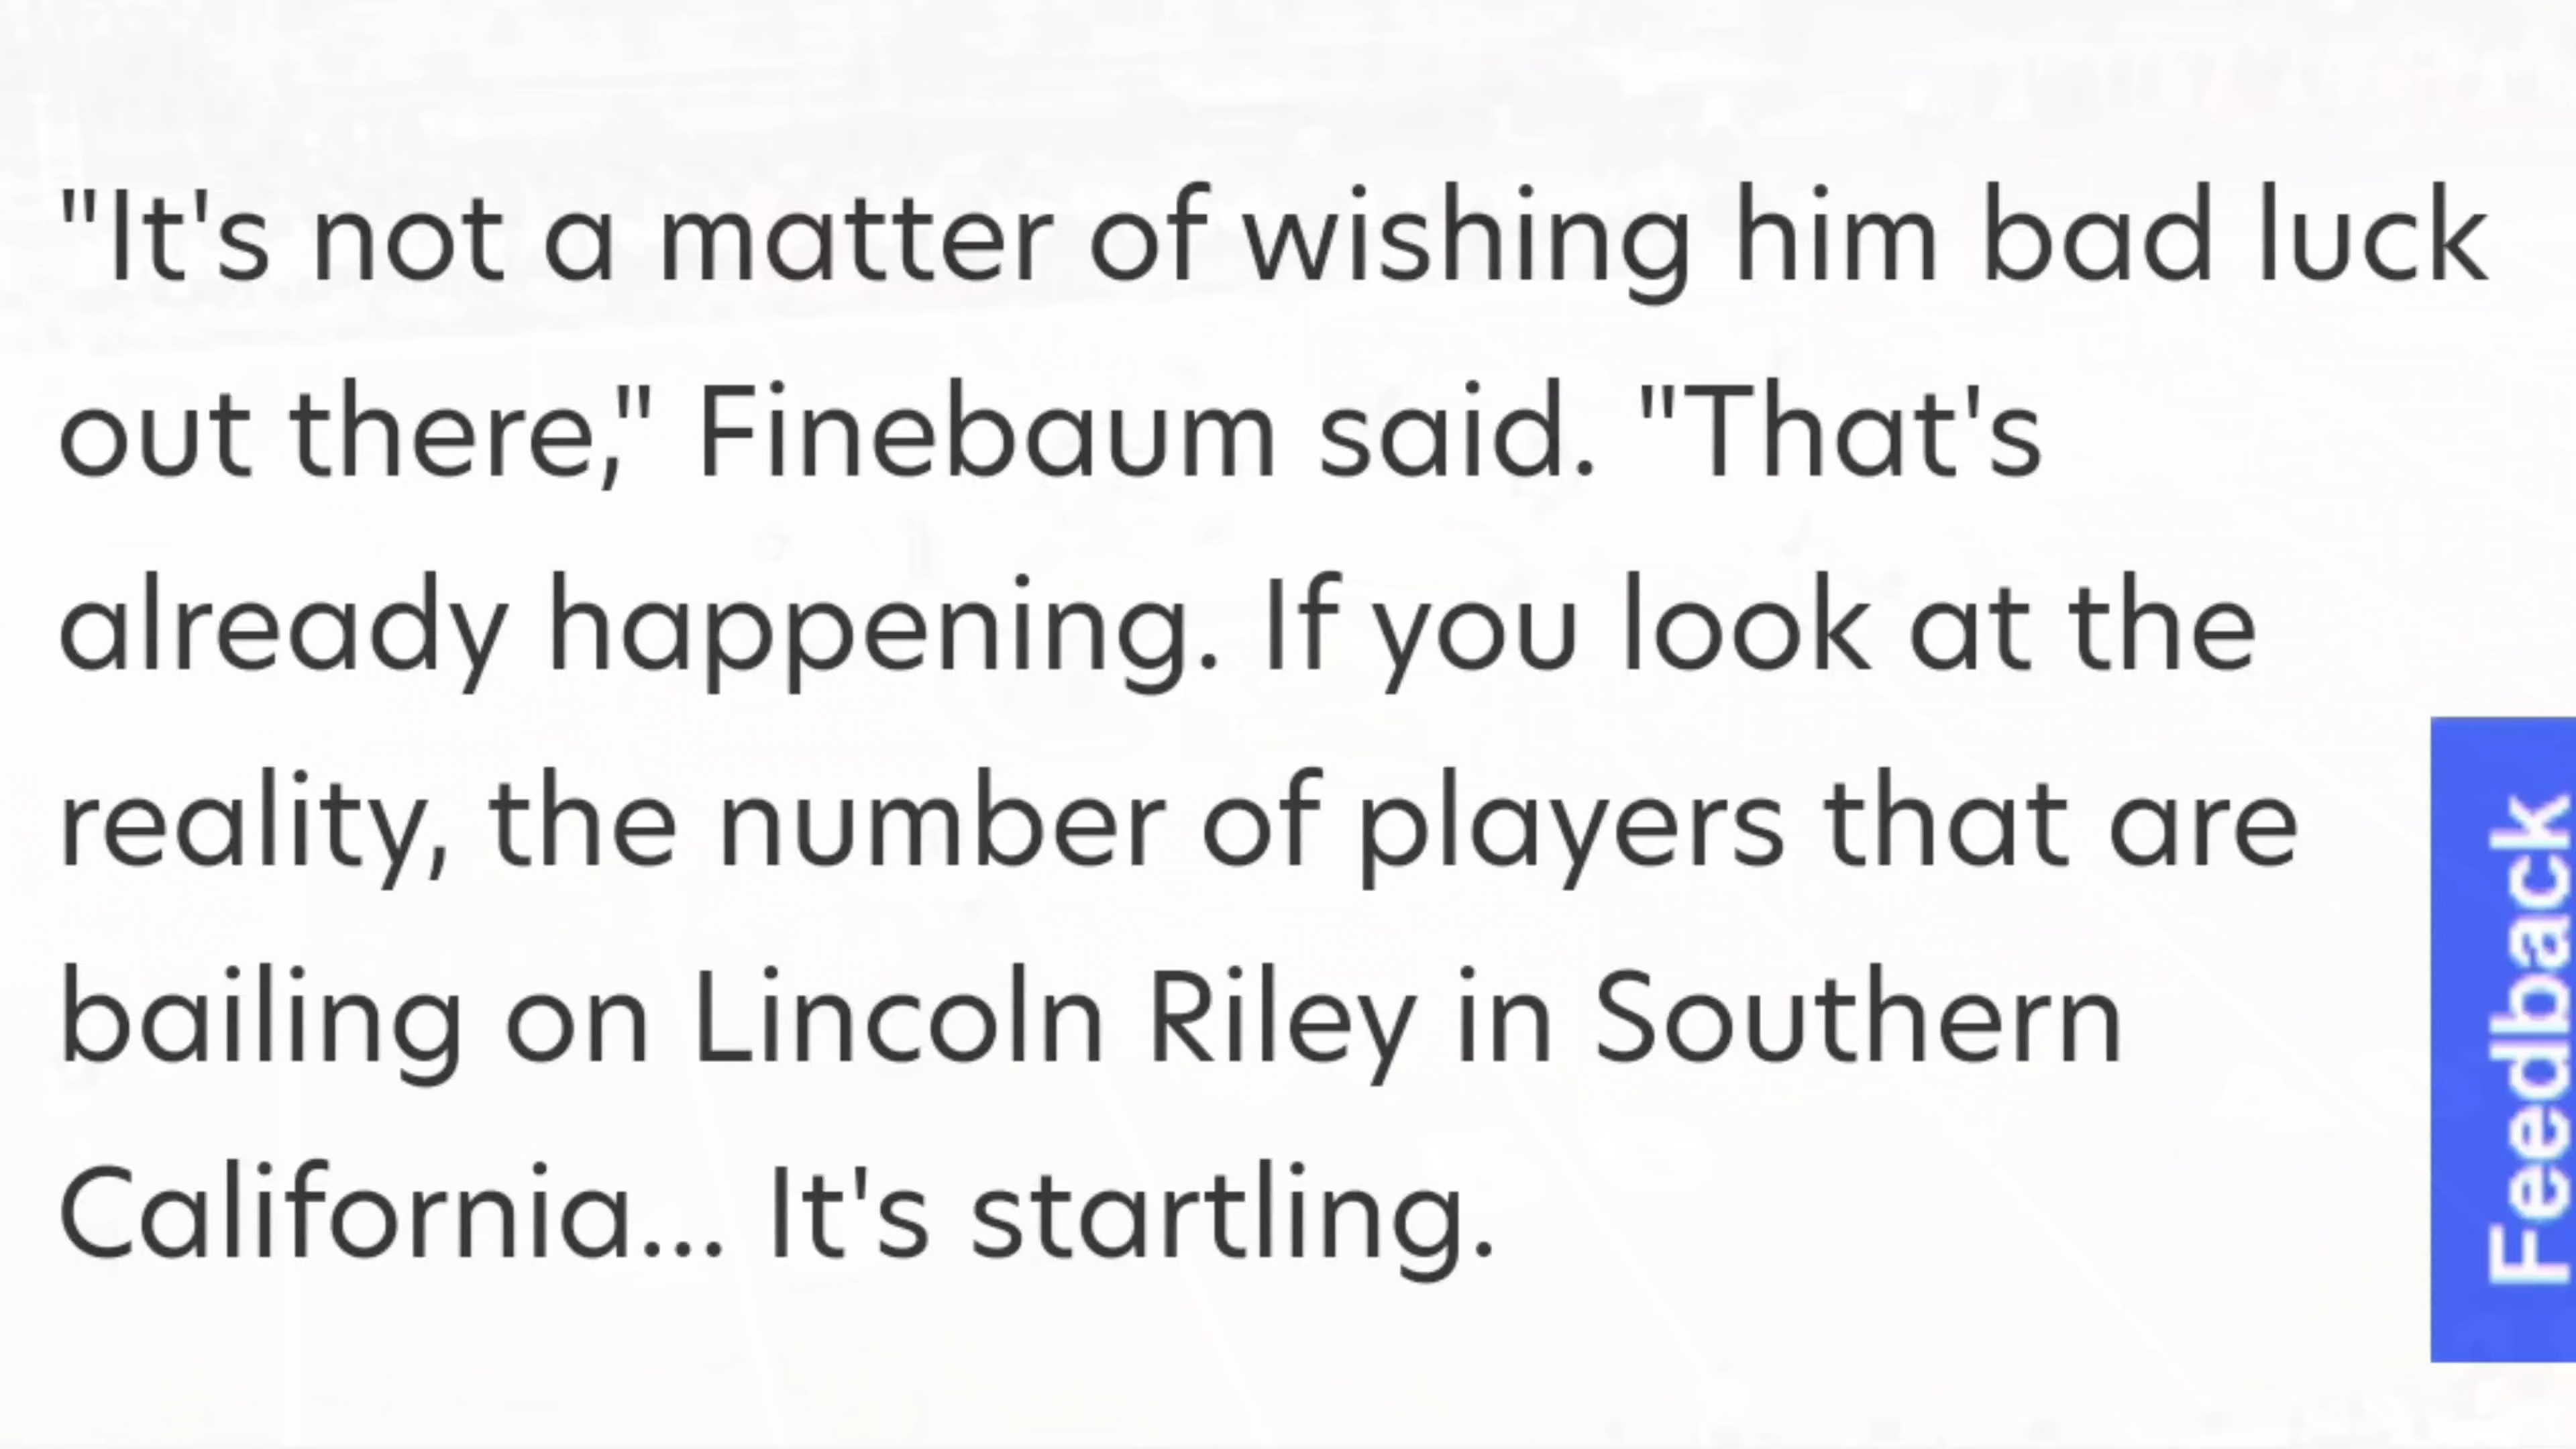 "It's not a matter of wishing him bad luck
out there," Finebaum said. "That's
already happening. If you look at the
reality, the number of players that are
bailing on Lincoln Riley in Southern
California... It's startling.
Feedback